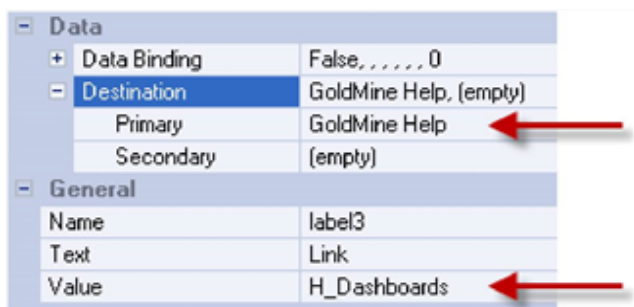 Data
Data Binding False, , , , , , 0
Destination GoldMine Help, (empty)
Primary GoldMine Help
Secondary (empty)
General
Name label3
Text Link
Value H_Dashboards